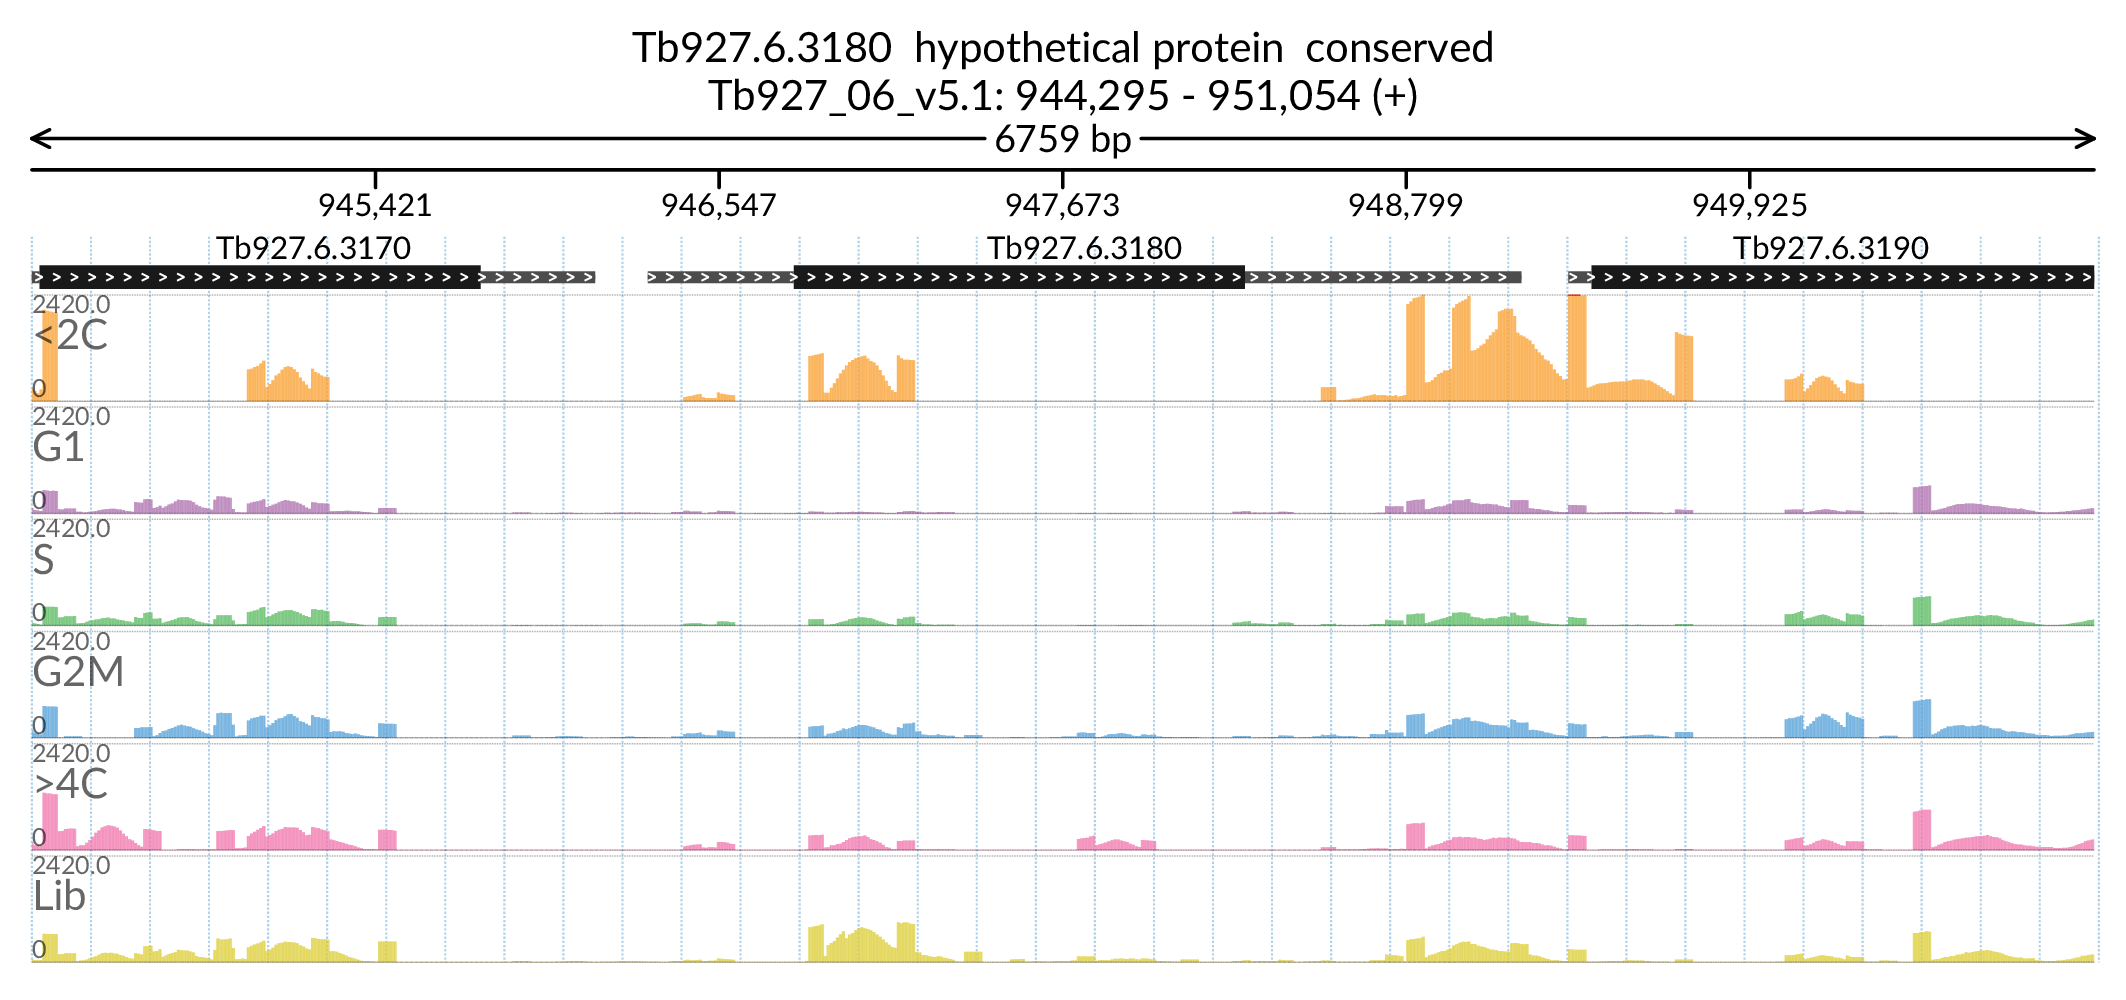 Tb927.6.3180 hypothetical protein conserved
Tb927_06_v5.1: 944,295 - 951,054 (+)
6759 bp
945,421 946,547 947,673 948,799 949,925
Tb927.6.3170 Tb927.6.3180 Tb927.6.3190
2420.0
<2C
0
2420.0
G1
0
2420.0
S
0
2420.0
G2M
0
2420.0
>4C
0
2420.0
Lib
0